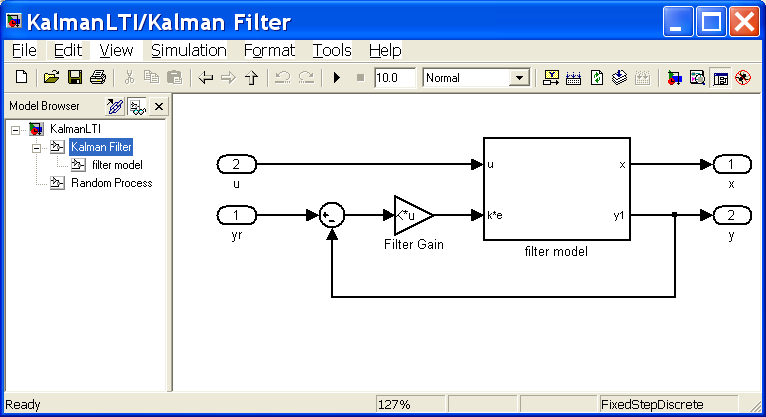 KalmanLTI/Kalman Filter
File Edit View Simulation Format Tools Help
10.0 Normal
Model Browser
KalmanLTI
Kalman Filter
filter model
Random Process
2
u
u
x
1
x
1
yr
<*u
Filter Gain
k*e
y1
2
y
filter model
Ready 127% FixedStepDiscrete